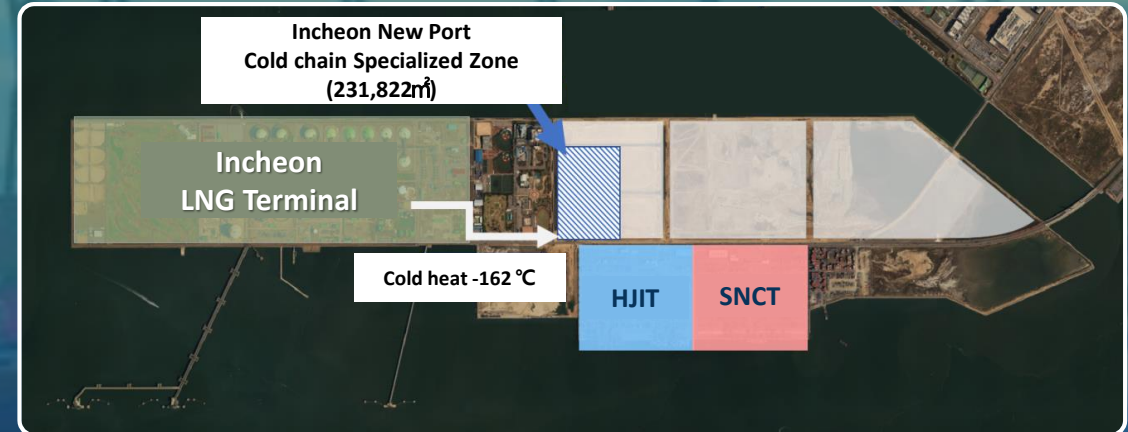 Incheon New Port
Cold chain Specialized Zone
(231,822㎡)
Incheon
LNG Terminal
Cold heat -162 ℃
HJIT
SNCT